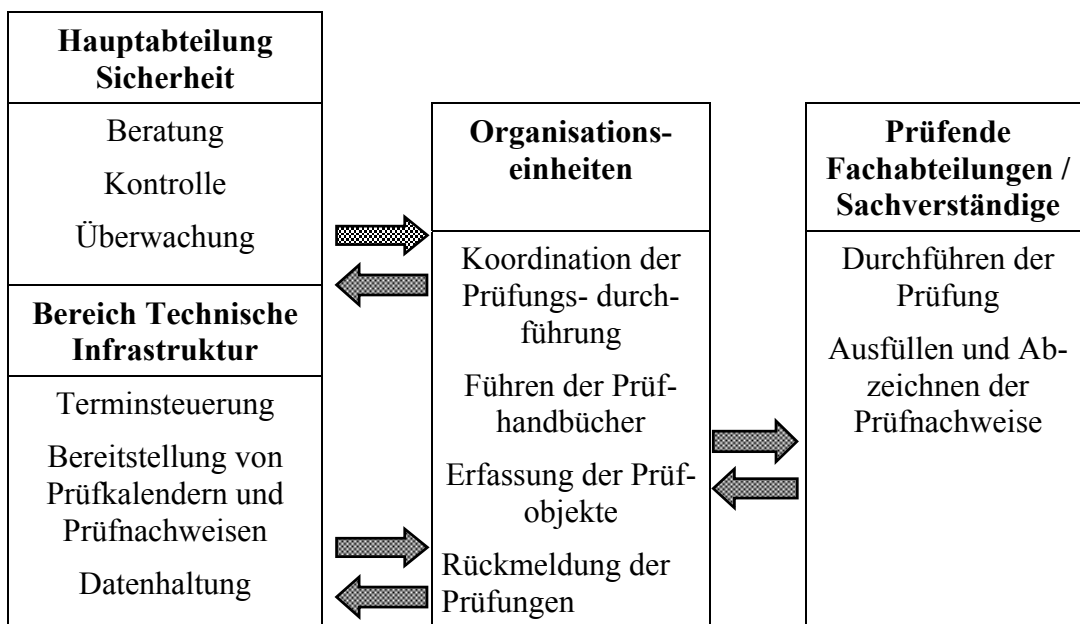 Hauptabteilung
Sicherheit
Beratung
Kontrolle
Überwachung
Bereich Technische
Infrastruktur
Terminsteuerung
Bereitstellung von
Prüfkalendern und
Prüfnachweisen
Datenhaltung
Organisations-
einheiten
Koordination der
Prüfungs- durch-
führung
Führen der Prüf-
handbücher
Erfassung der Prüf-
objekte
Rückmeldung der
Prüfungen
Prüfende
Fachabteilungen /
Sachverständige
Durchführen der
Prüfung
Ausfüllen und Ab-
zeichnen der
Prüfnachweise